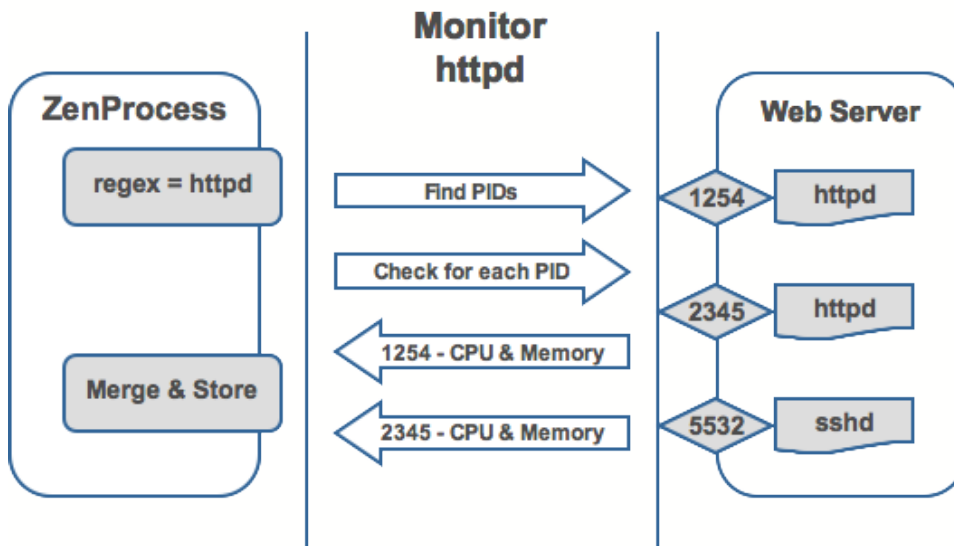 Monitor
httpd
ZenProcess
regex = httpd
Merge & Store
Find PIDs
Check for each PID
1254 - CPU & Memory
2345 - CPU & Memory
Web Server
1254
httpd
2345
httpd
5532
sshd